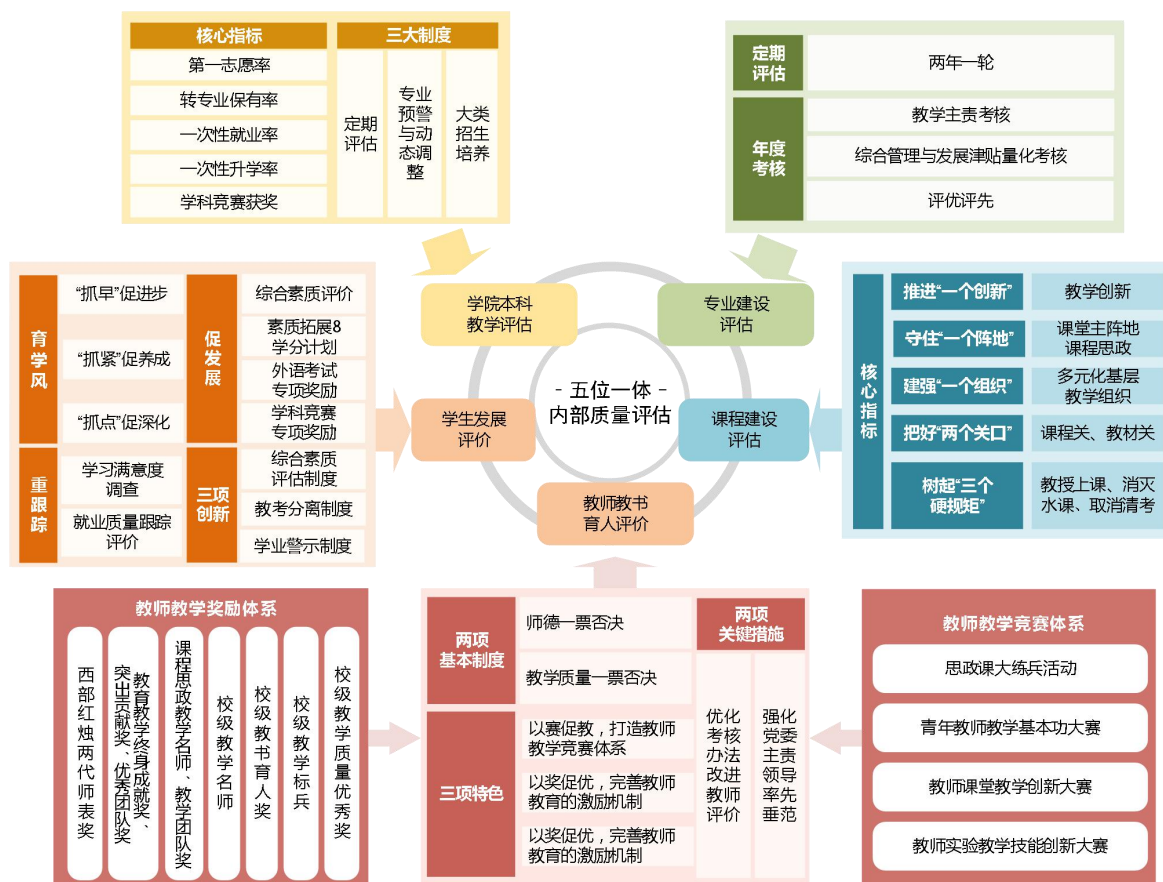 核心指标
三大制度
第一志愿率
转专业保有率
一次性就业率
一次性升学率
学科竞赛获奖
定期
评估
专业
预警
与动
态调
整
大类
招生
培养
定期
评估
两年一轮
年度
考核
教学主责考核
综合管理与发展津贴量化考核
评优评先
学院本科
教学评估
专业建设
评估
学生发展
评价
课程建设
评估
教师教书
育人评价
- 五位一体 -
内部质量评估
育学风
“抓早”促进步
“抓紧”促养成
“抓点”促深化
促发展
综合素质评价
素质拓展8
学分计划
外语考试
专项奖励
学科竞赛
专项奖励
重跟踪
学习满意度
调查
就业质量跟踪
评价
三项
创新
综合素质
评估制度
教考分离制度
学业警示制度
核心指标
推进“一个创新”
教学创新
守住“一个阵地”
课堂主阵地
课程思政
建强“一个组织”
多元化基层
教学组织
把好“两个关口”
课程关、教材关
树起“三个
硬规矩”
教授上课、消灭
水课、取消清考
教师教学奖励体系
西部红烛两代师表奖
教育教学终身成就奖、
突出贡献奖、优秀团队奖
课程思政教学名师、教学团队奖
校级教学名师
校级教书育人奖
校级教学标兵
校级教学质量优秀奖
两项
基本制度
师德一票否决
教学质量一票否决
三项特色
以赛促教，打造教师
教学竞赛体系
以奖促优，完善教师
教育的激励机制
以奖促优，完善教师
教育的激励机制
两项
关键措施
优化
考核
办法
改进
教师
评价
强化
党委
主责
领导
率先
垂范
教师教学竞赛体系
思政课大练兵活动
青年教师教学基本功大赛
教师课堂教学创新大赛
教师实验教学技能创新大赛